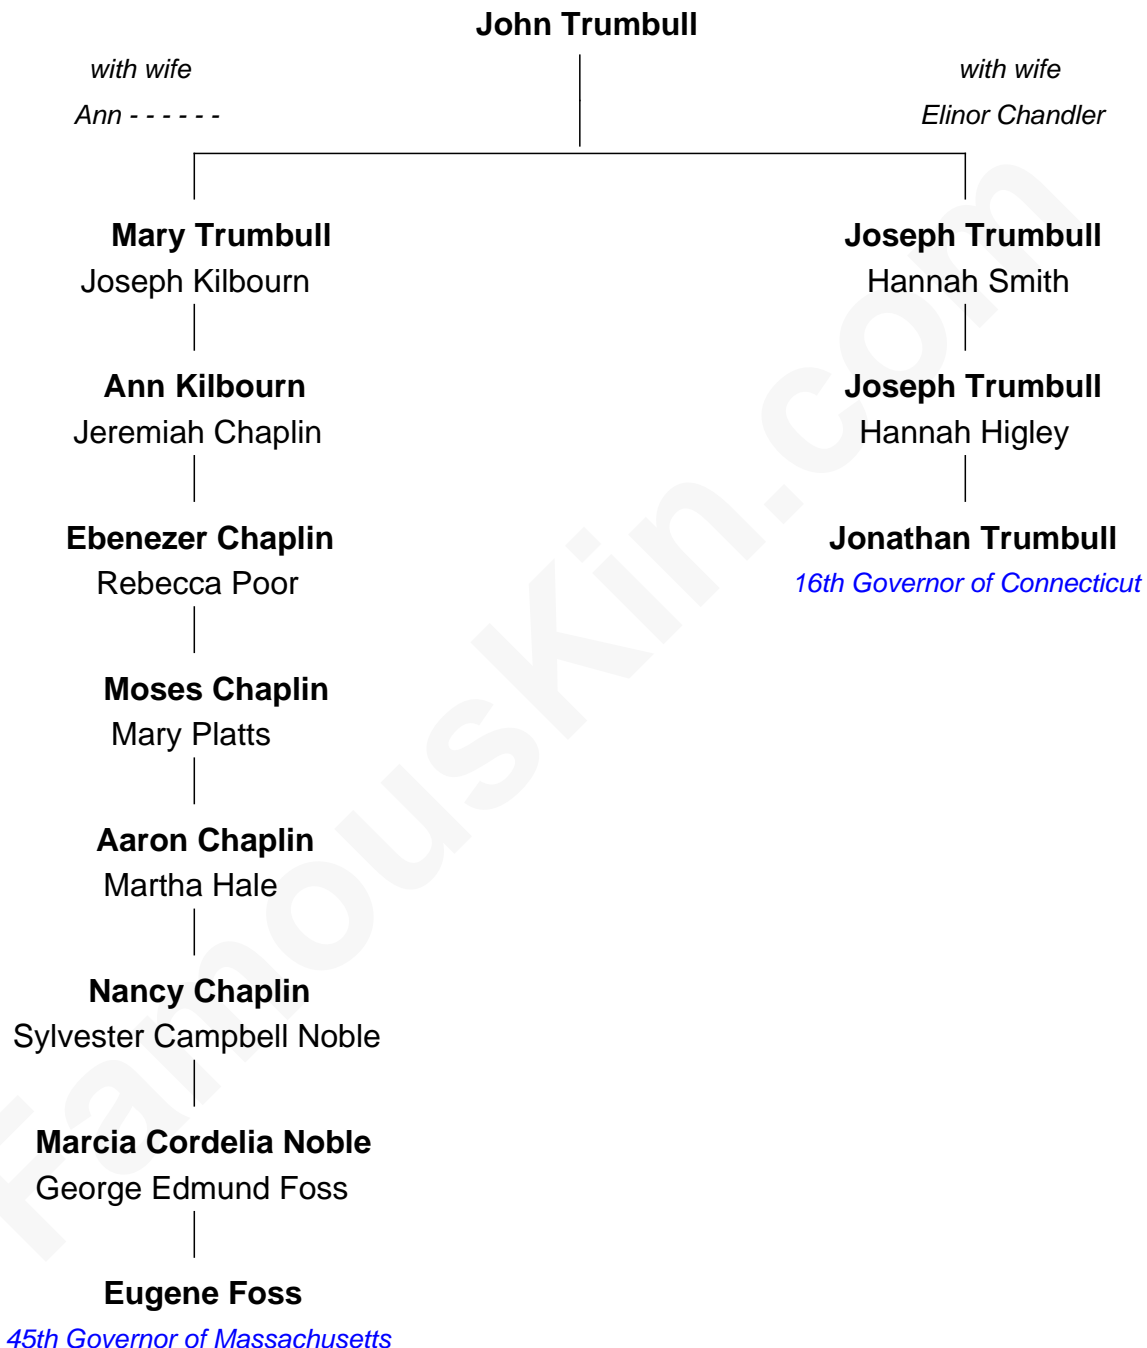 John Trumbull
with wife
with wife
Ann - - - - - -
Elinor Chandler
Mary Trumbull
Joseph Trumbull
Joseph Kilbourn
Hannah Smith
Ann Kilbourn
Joseph Trumbull
Jeremiah Chaplin
Hannah Higley
Ebenezer Chaplin
Jonathan Trumbull
Rebecca Poor
16th Governor of Connecticut
Moses Chaplin
Mary Platts
Aaron Chaplin
Martha Hale
Nancy Chaplin
Sylvester Campbell Noble
Marcia Cordelia Noble
George Edmund Foss
Eugene Foss
45th Governor of Massachusetts
FamousKin.com